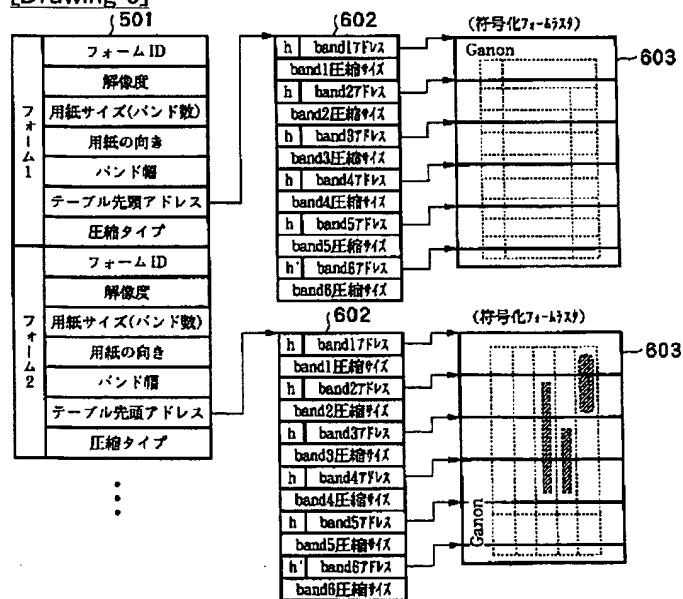 [Drawing 6]
501
フォーム1
フォームID
解像度
用紙サイズ(バンド数)
用紙の向き
バンド幅
テーブル先頭アドレス
圧縮タイプ
フォーム2
フォームID
解像度
用紙サイズ(バンド数)
用紙の向き
バンド幅
テーブル先頭アドレス
圧縮タイプ
602
h band1アドレス
band1圧縮サイズ
h band2アドレス
band2圧縮サイズ
h band3アドレス
band3圧縮サイズ
h band4アドレス
band4圧縮サイズ
h band5アドレス
band5圧縮サイズ
h' band6アドレス
band6圧縮サイズ
(符号化フォームラスタ)
603
Ganon
602
h band1アドレス
band1圧縮サイズ
h band2アドレス
band2圧縮サイズ
h band3アドレス
band3圧縮サイズ
h band4アドレス
band4圧縮サイズ
h band5アドレス
band5圧縮サイズ
h' band6アドレス
band6圧縮サイズ
(符号化フォームラスタ)
603
Ganon